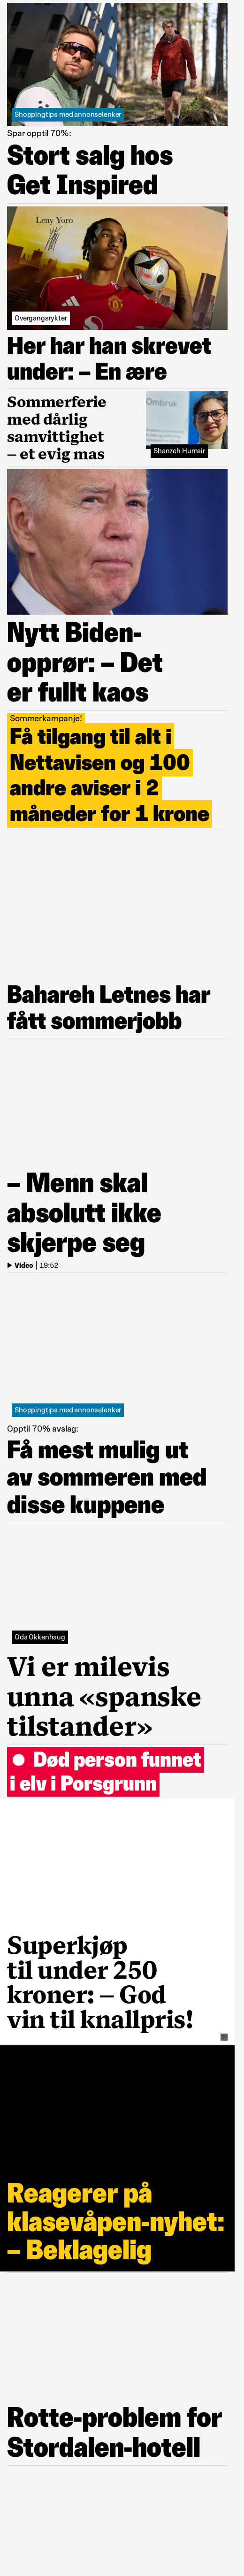 Shoppingtips med annonselenker
Spar opptil 70%:
Stort salg hos
Get Inspired
Leny Yoro
Overgangsrykter
Her har han skrevet
under: – En ære
Sommerferie
med dårlig
samvittighet
– et evig mas
Ombruk
Shanzeh Humair
Nytt Biden-
opprør: – Det
er fullt kaos
Sommerkampanje!
Få tilgang til alt i
Nettavisen og 100
andre aviser i 2
måneder for 1 krone
Bahareh Letnes har
fått sommerjobb
– Menn skal
absolutt ikke
skjerpe seg
Video | 19:52
Shoppingtips med annonselenker
Opptil 70% avslag:
Få mest mulig ut
av sommeren med
disse kuppene
Oda Okkenhaug
Vi er milevis
unna «spanske
tilstander»
Død person funnet
i elv i Porsgrunn
Superkjøp
til under 250
kroner: – God
vin til knallpris!
Reagerer på
klasevåpen-nyhet:
– Beklagelig
Rotte-problem for
Stordalen-hotell